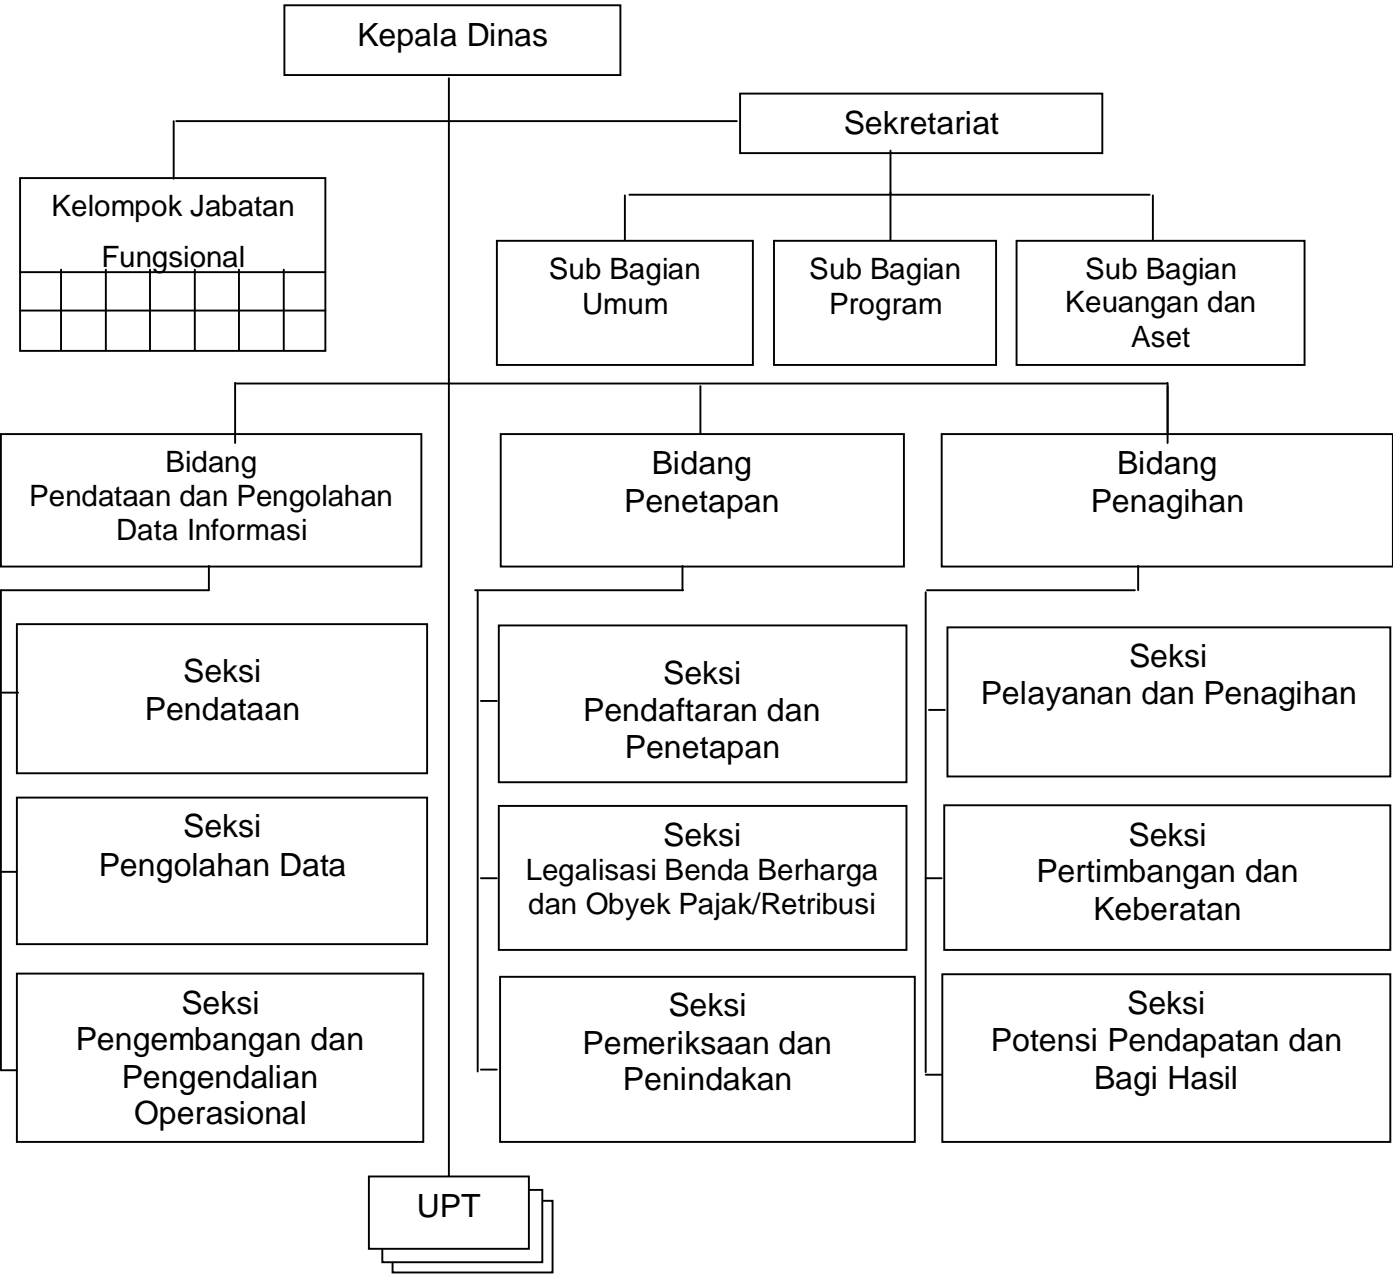 Kepala Dinas
Sekretariat
Kelompok Jabatan
Fungsional
Sub Bagian
Umum
Sub Bagian
Program
Sub Bagian
Keuangan dan
Aset
Bidang
Pendataan dan Pengolahan
Data Informasi
Bidang
Penetapan
Bidang
Penagihan
Seksi
Pendataan
Seksi
Pendaftaran dan
Penetapan
Seksi
Pelayanan dan Penagihan
Seksi
Pengolahan Data
Seksi
Legalisasi Benda Berharga
dan Obyek Pajak/Retribusi
Seksi
Pertimbangan dan
Keberatan
Seksi
Pengembangan dan
Pengendalian
Operasional
Seksi
Pemeriksaan dan
Penindakan
Seksi
Potensi Pendapatan dan
Bagi Hasil
UPT